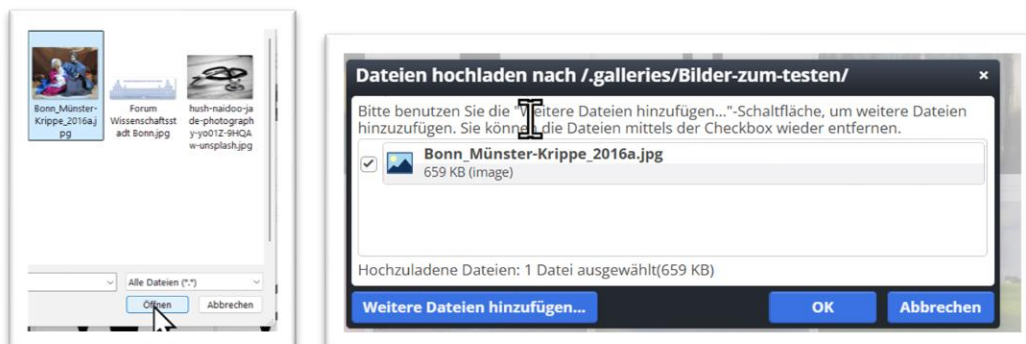 Bonn_Münster-
Krippe_2016a.j
pg
Forum
Wissenschaftsst
adt Bonn.jpg
hush-naidoo-ja
de-photograph
y-yo01Z-9HQA
w-unsplash.jpg
Alle Dateien (*.*)
Öffnen
Abbrechen
Dateien hochladen nach /.galleries/Bilder-zum-testen/
Bitte benutzen Sie die "Weitere Dateien hinzufügen..."-Schaltfläche, um weitere Dateien
hinzuzufügen. Sie können die Dateien mittels der Checkbox wieder entfernen.
Bonn_Münster-Krippe_2016a.jpg
659 KB (image)
Hochzuladene Dateien: 1 Datei ausgewählt(659 KB)
Weitere Dateien hinzufügen...
OK
Abbrechen